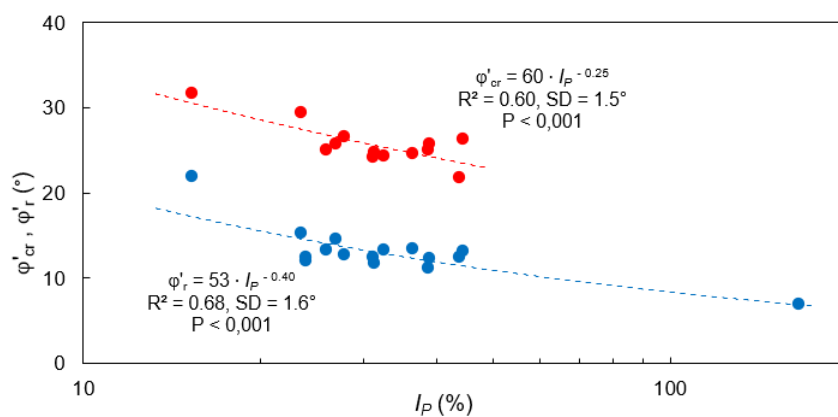 40
30
20
10
0
φ'cr , φ'r (°)
φ'cr = 60 · IP - 0.25
R² = 0.60, SD = 1.5°
P < 0,001
φ'r = 53 · IP - 0.40
R² = 0.68, SD = 1.6°
P < 0,001
10
100
IP (%)